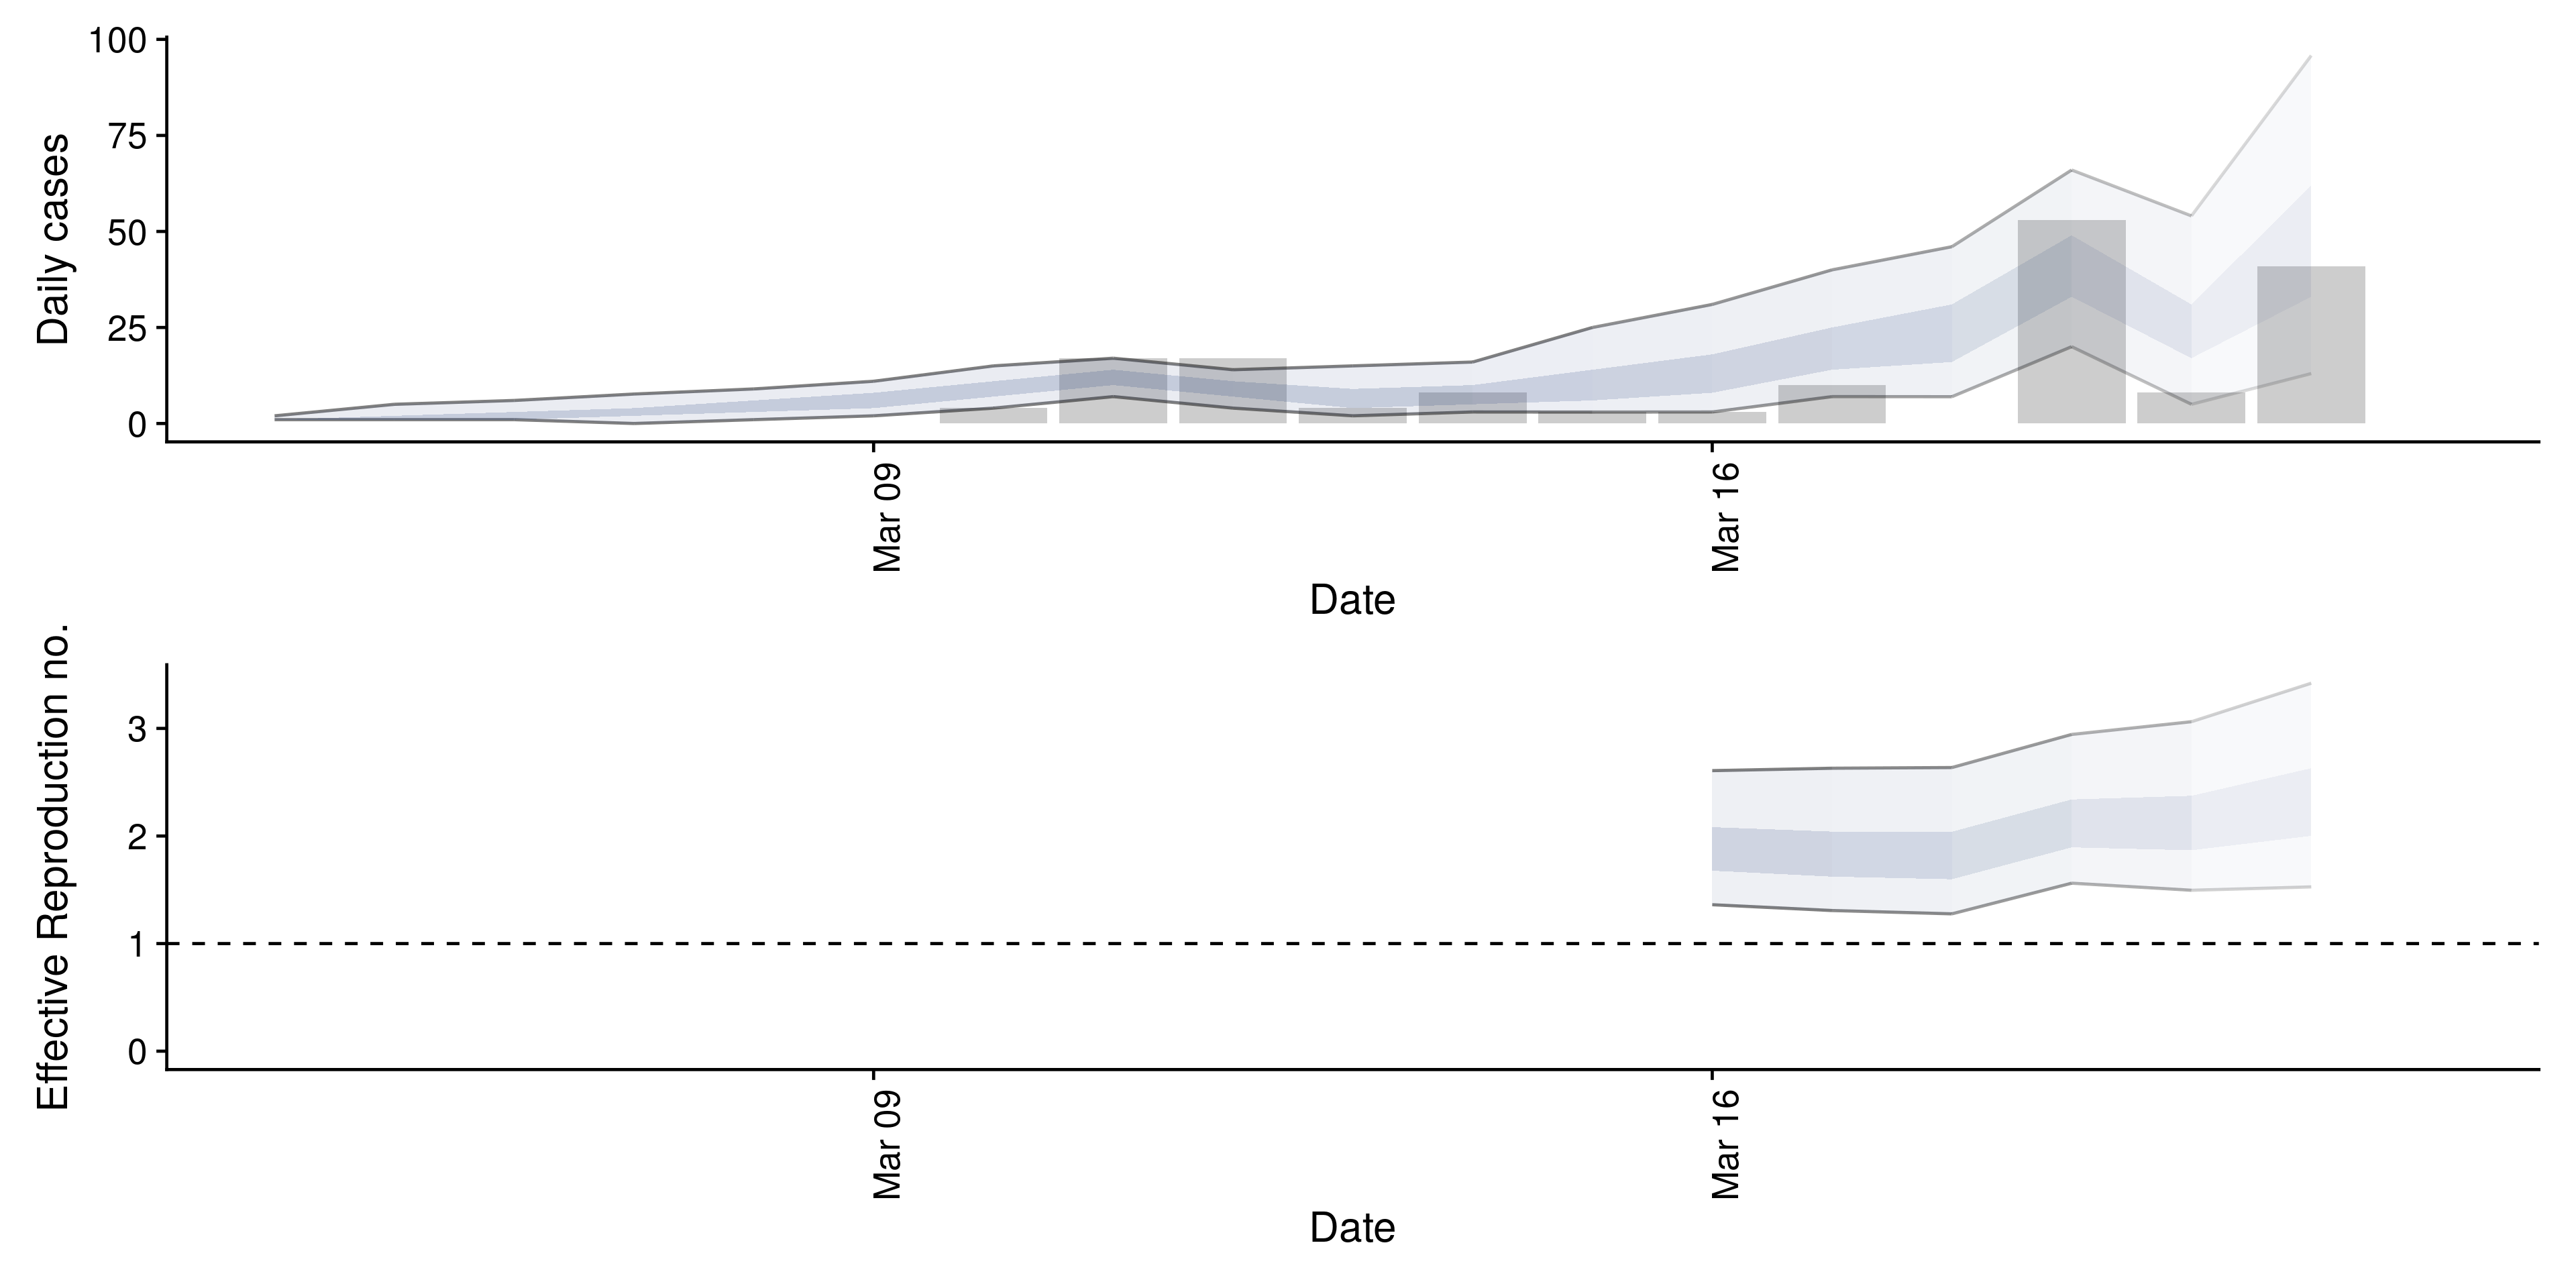 Daily cases
100
75
50
25
0
Mar 09
Mar 16
Date
Effective Reproduction no.
3
2
1
0
Mar 09
Mar 16
Date